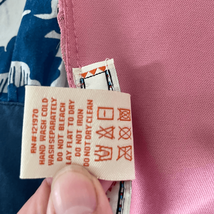 RN# 121970
HAND WASH COLD
HAND WASH SEPARATELY
DO NOT BLEACH
LAY FLAT TO DRY
DO NOT IRON
DO NOT DRY CLEAN